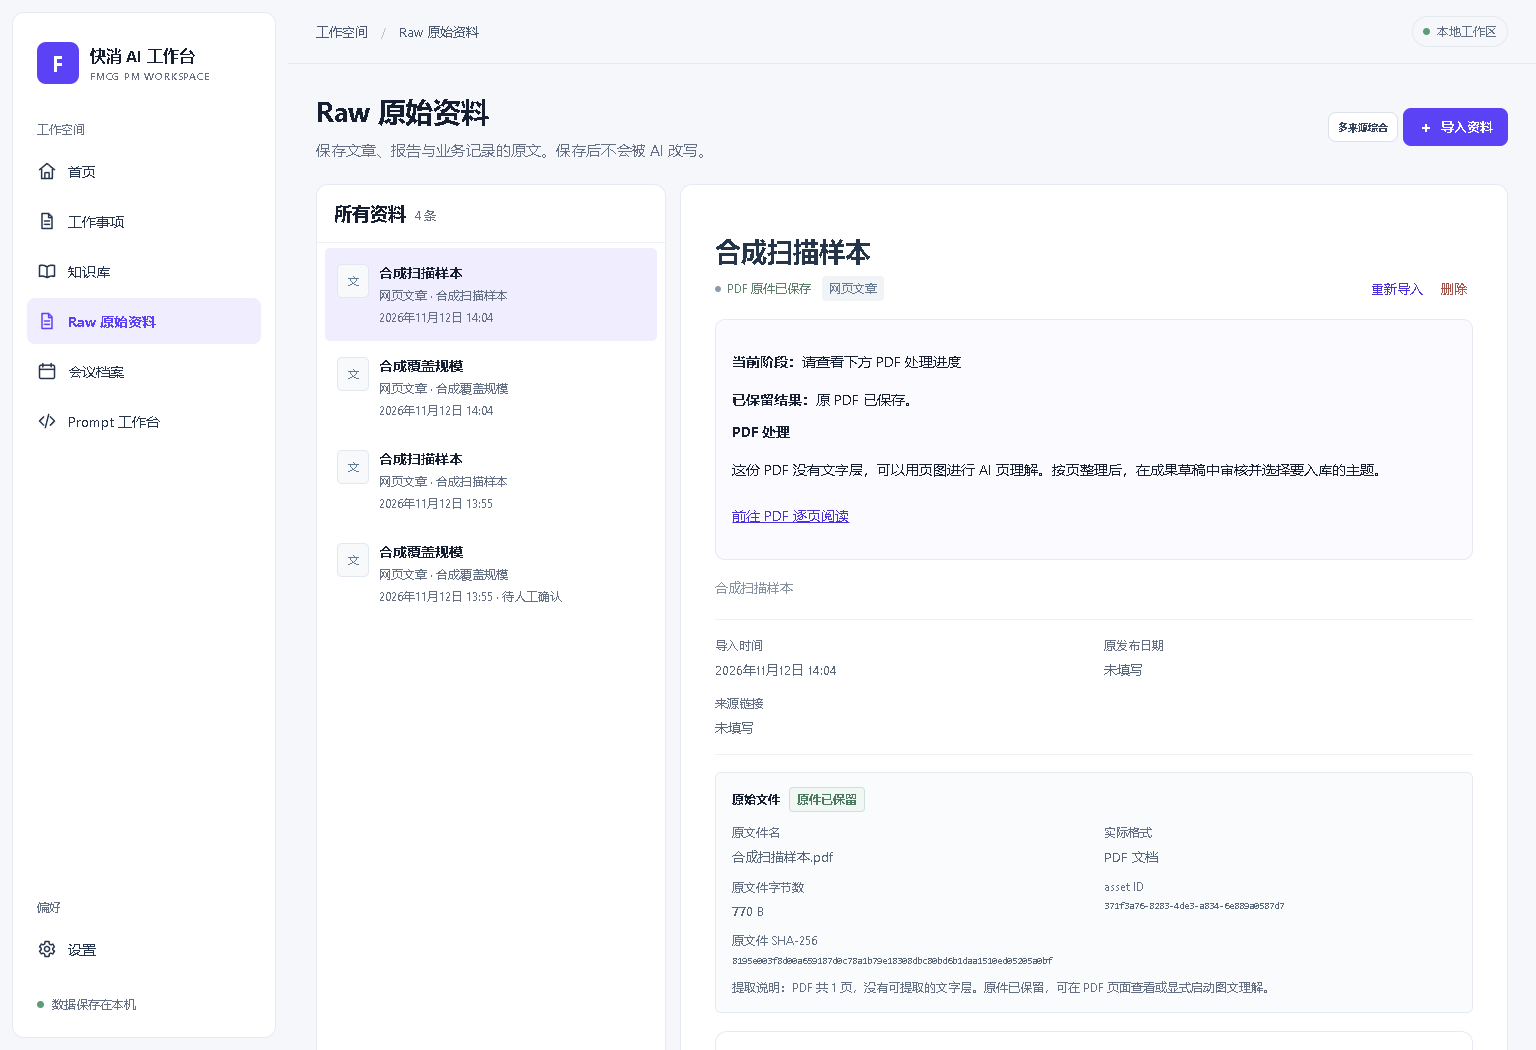 F
快消 AI 工作台
FMCG PM WORKSPACE
工作空间
首页
工作事项
知识库
Raw 原始资料
会议档案
Prompt 工作台
偏好
设置
数据保存在本机
工作空间 / Raw 原始资料
本地工作区
Raw 原始资料
保存文章、报告与业务记录的原文。保存后不会被 AI 改写。
多来源综合
+ 导入资料
所有资料 4 条
文
合成扫描样本
网页文章 · 合成扫描样本
2026年11月12日 14:04
文
合成覆盖规模
网页文章 · 合成覆盖规模
2026年11月12日 14:04
文
合成扫描样本
网页文章 · 合成扫描样本
2026年11月12日 13:55
文
合成覆盖规模
网页文章 · 合成覆盖规模
2026年11月12日 13:55 · 待人工确认
合成扫描样本
PDF 原件已保存 网页文章
重新导入 删除
当前阶段：请查看下方 PDF 处理进度
已保留结果：原 PDF 已保存。
PDF 处理
这份 PDF 没有文字层，可以用页图进行 AI 页理解。按页整理后，在成果草稿中审核并选择要入库的主题。
前往 PDF 逐页阅读
合成扫描样本
导入时间
2026年11月12日 14:04
原发布日期
未填写
来源链接
未填写
原始文件 原件已保留
原文件名
合成扫描样本.pdf
实际格式
PDF 文档
原文件字节数
770 B
asset ID
371f3a76-8283-4de3-a834-6e889a0587d7
原文件 SHA-256
8195e003f8d00a659187d0c78a1b79e18308dbc80bd6b1daa1510ed05205a0bf
提取说明：PDF 共 1 页，没有可提取的文字层。原件已保留，可在 PDF 页面查看或显式启动图文理解。